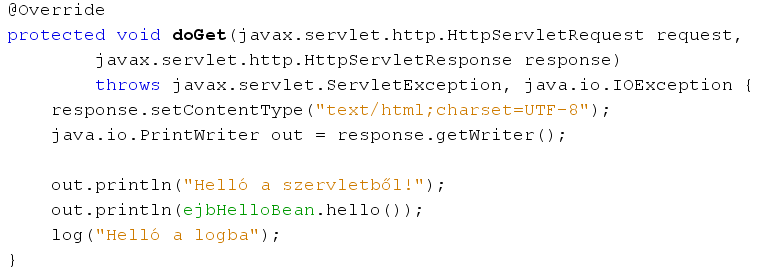 @Override
protected void doGet(javax.servlet.http.HttpServletRequest request,
        javax.servlet.http.HttpServletResponse response)
        throws javax.servlet.ServletException, java.io.IOException {
    response.setContentType("text/html;charset=UTF-8");
    java.io.PrintWriter out = response.getWriter();

    out.println("Helló a szervletből!");
    out.println(ejbHelloBean.hello());
    log("Helló a logba");
}